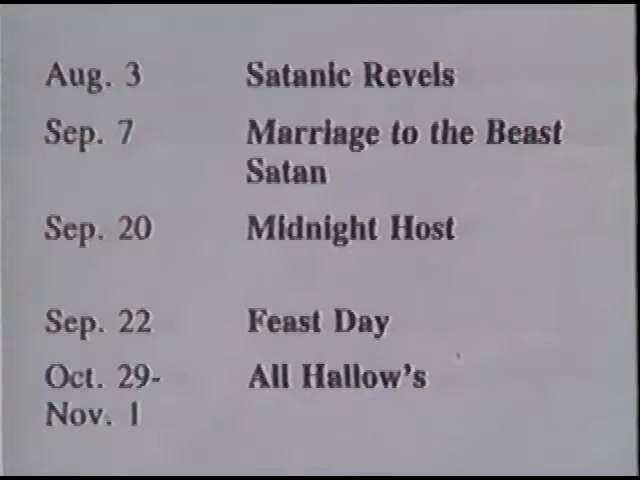 Aug. 3 Satanic Revels
Sep. 7 Marriage to the Beast
Satan
Sep. 20 Midnight Host
Sep. 22 Feast Day
Oct. 29- All Hallow's
Nov. 1